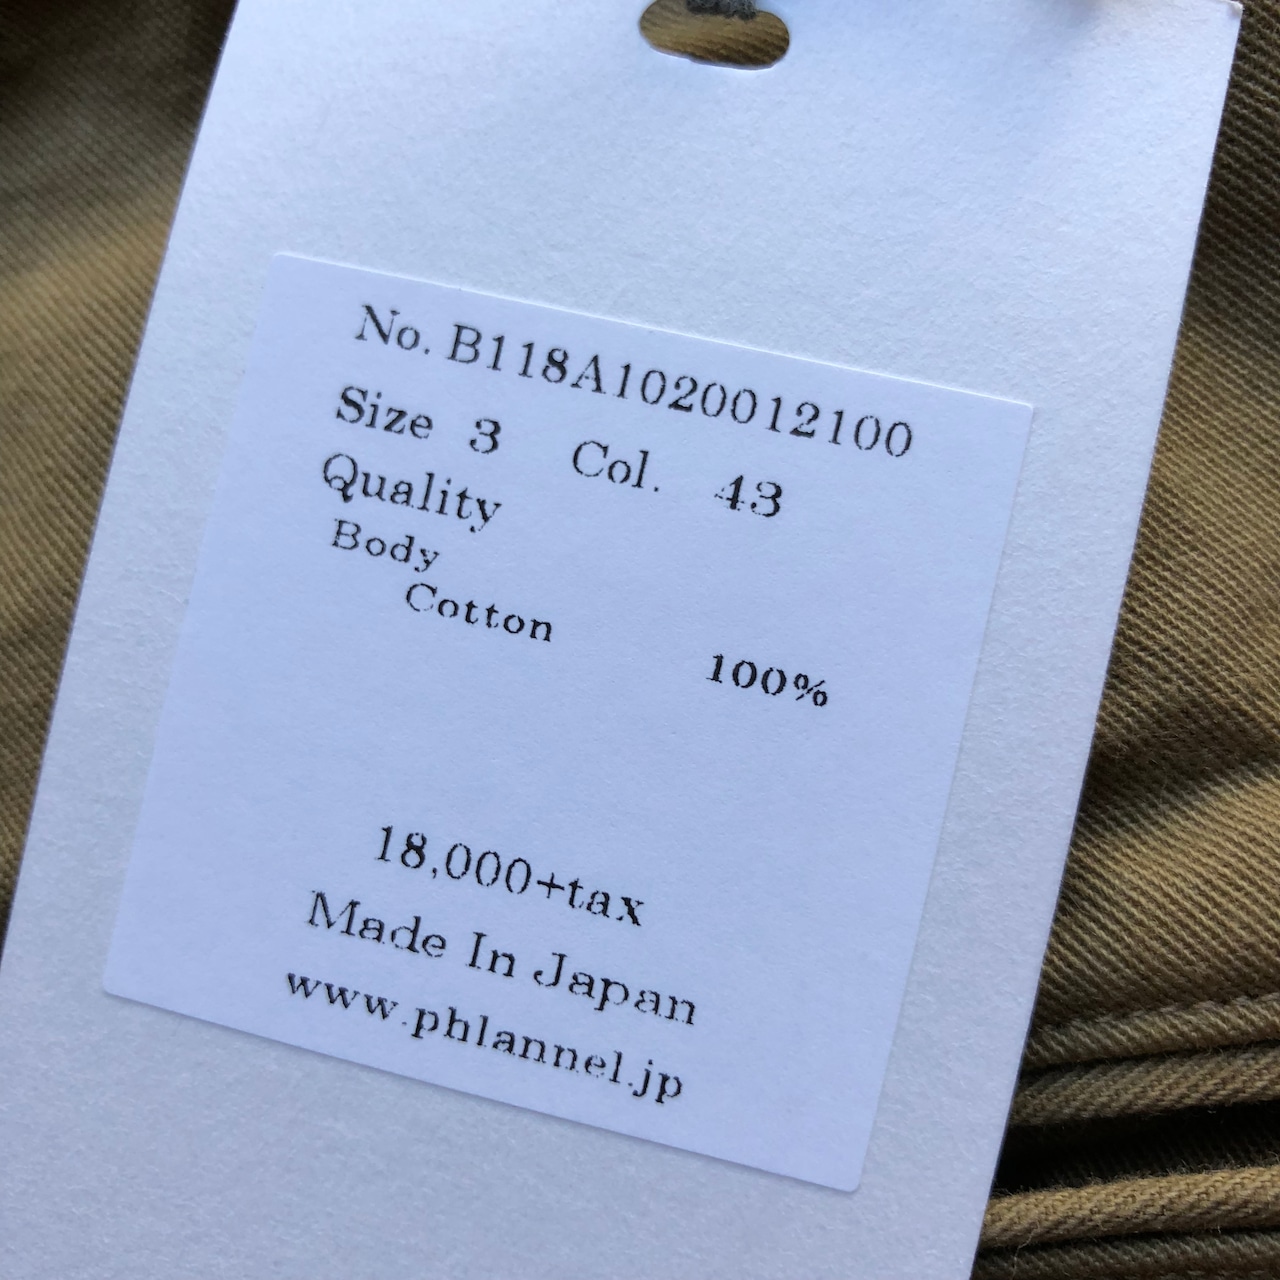 No. B118A1020012100
Size 3 Col. 43
Quality
Body
Cotton 100%
18,000+tax
Made In Japan
www.phlannel.jp